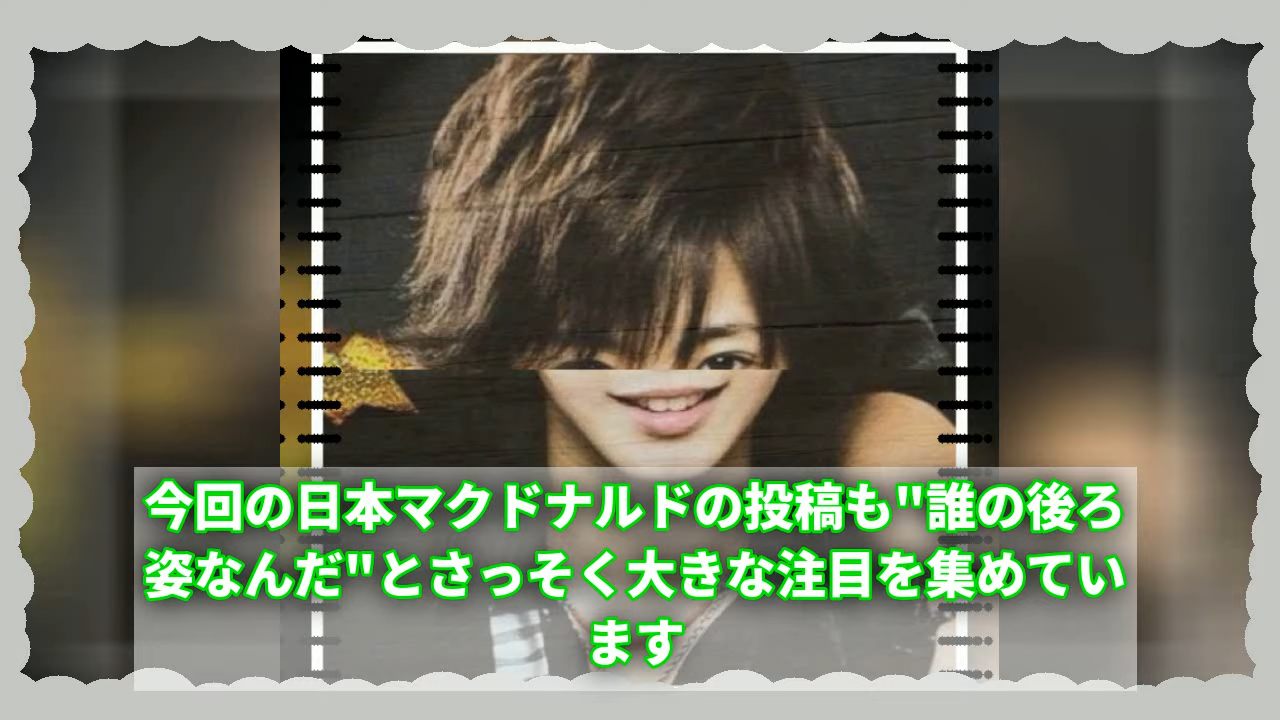 今回の日本マクドナルドの投稿も"誰の後ろ
姿なんだ"とさっそく大きな注目を集めてい
ます